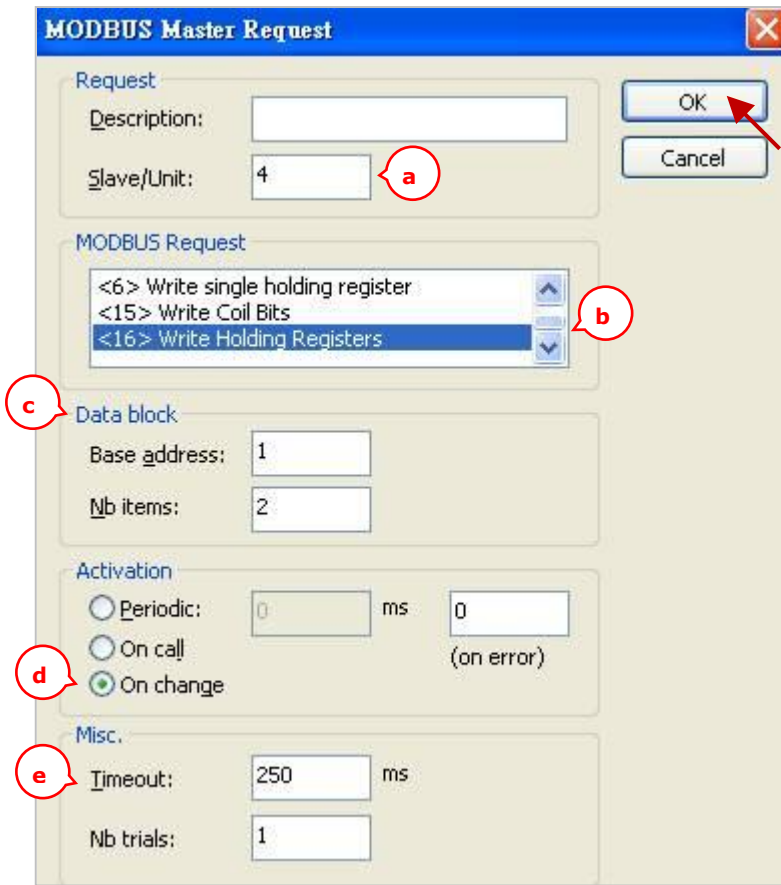 MODBUS Master Request
Request
Description:
OK
Slave/Unit: 4 a
Cancel
MODBUS Request
<6> Write single holding register
<15> Write Coil Bits
<16> Write Holding Registers
b
c Data block
Base address: 1
Nb items: 2
Activation
Periodic: 0 ms 0
On call (on error)
d On change
Misc.
e Timeout: 250 ms
Nb trials: 1